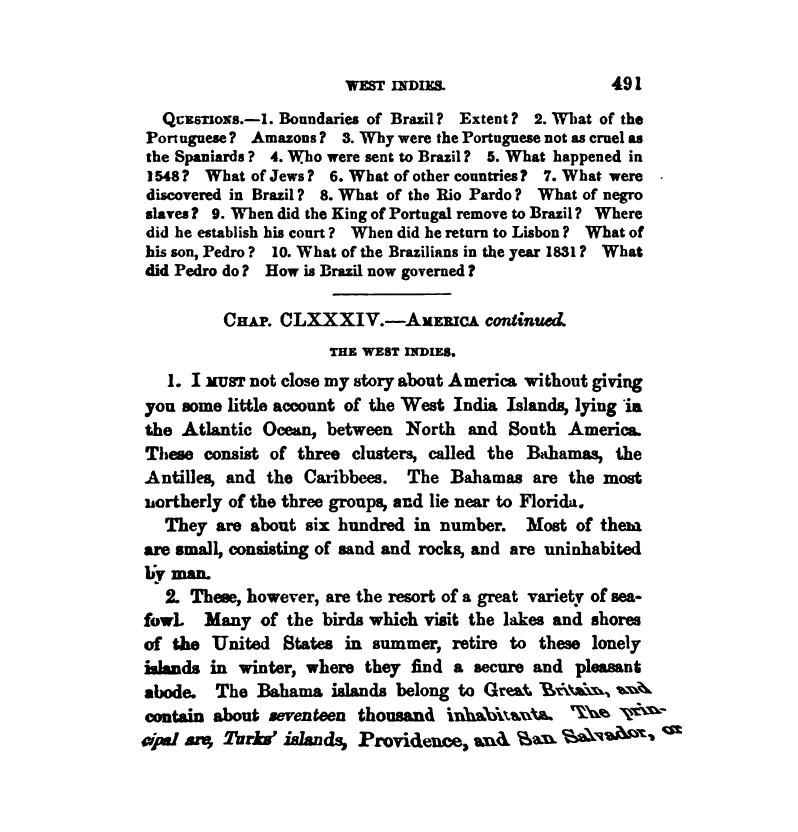 WEST INDIES. 491
QUESTIONS.—1. Boundaries of Brazil? Extent? 2. What of the
Portuguese? Amazons? 3. Why were the Portuguese not as cruel as
the Spaniards? 4. Who were sent to Brazil? 5. What happened in
1548? What of Jews? 6. What of other countries? 7. What were
discovered in Brazil? 8. What of the Rio Pardo? What of negro
slaves? 9. When did the King of Portugal remove to Brazil? Where
did he establish his court? When did he return to Lisbon? What of
his son, Pedro? 10. What of the Brazilians in the year 1831? What
did Pedro do? How is Brazil now governed?
CHAP. CLXXXIV.—AMERICA continued.
THE WEST INDIES.
1. I MUST not close my story about America without giving
you some little account of the West India Islands, lying in
the Atlantic Ocean, between North and South America.
These consist of three clusters, called the Bahamas, the
Antilles, and the Caribbees. The Bahamas are the most
northerly of the three groups, and lie near to Florida.
They are about six hundred in number. Most of them
are small, consisting of sand and rocks, and are uninhabited
by man.
2. These, however, are the resort of a great variety of sea-
fowl. Many of the birds which visit the lakes and shores
of the United States in summer, retire to these lonely
islands in winter, where they find a secure and pleasant
abode. The Bahama islands belong to Great Britain, and
contain about seventeen thousand inhabitants. The prin-
cipal are, Turks' islands, Providence, and San Salvador, or